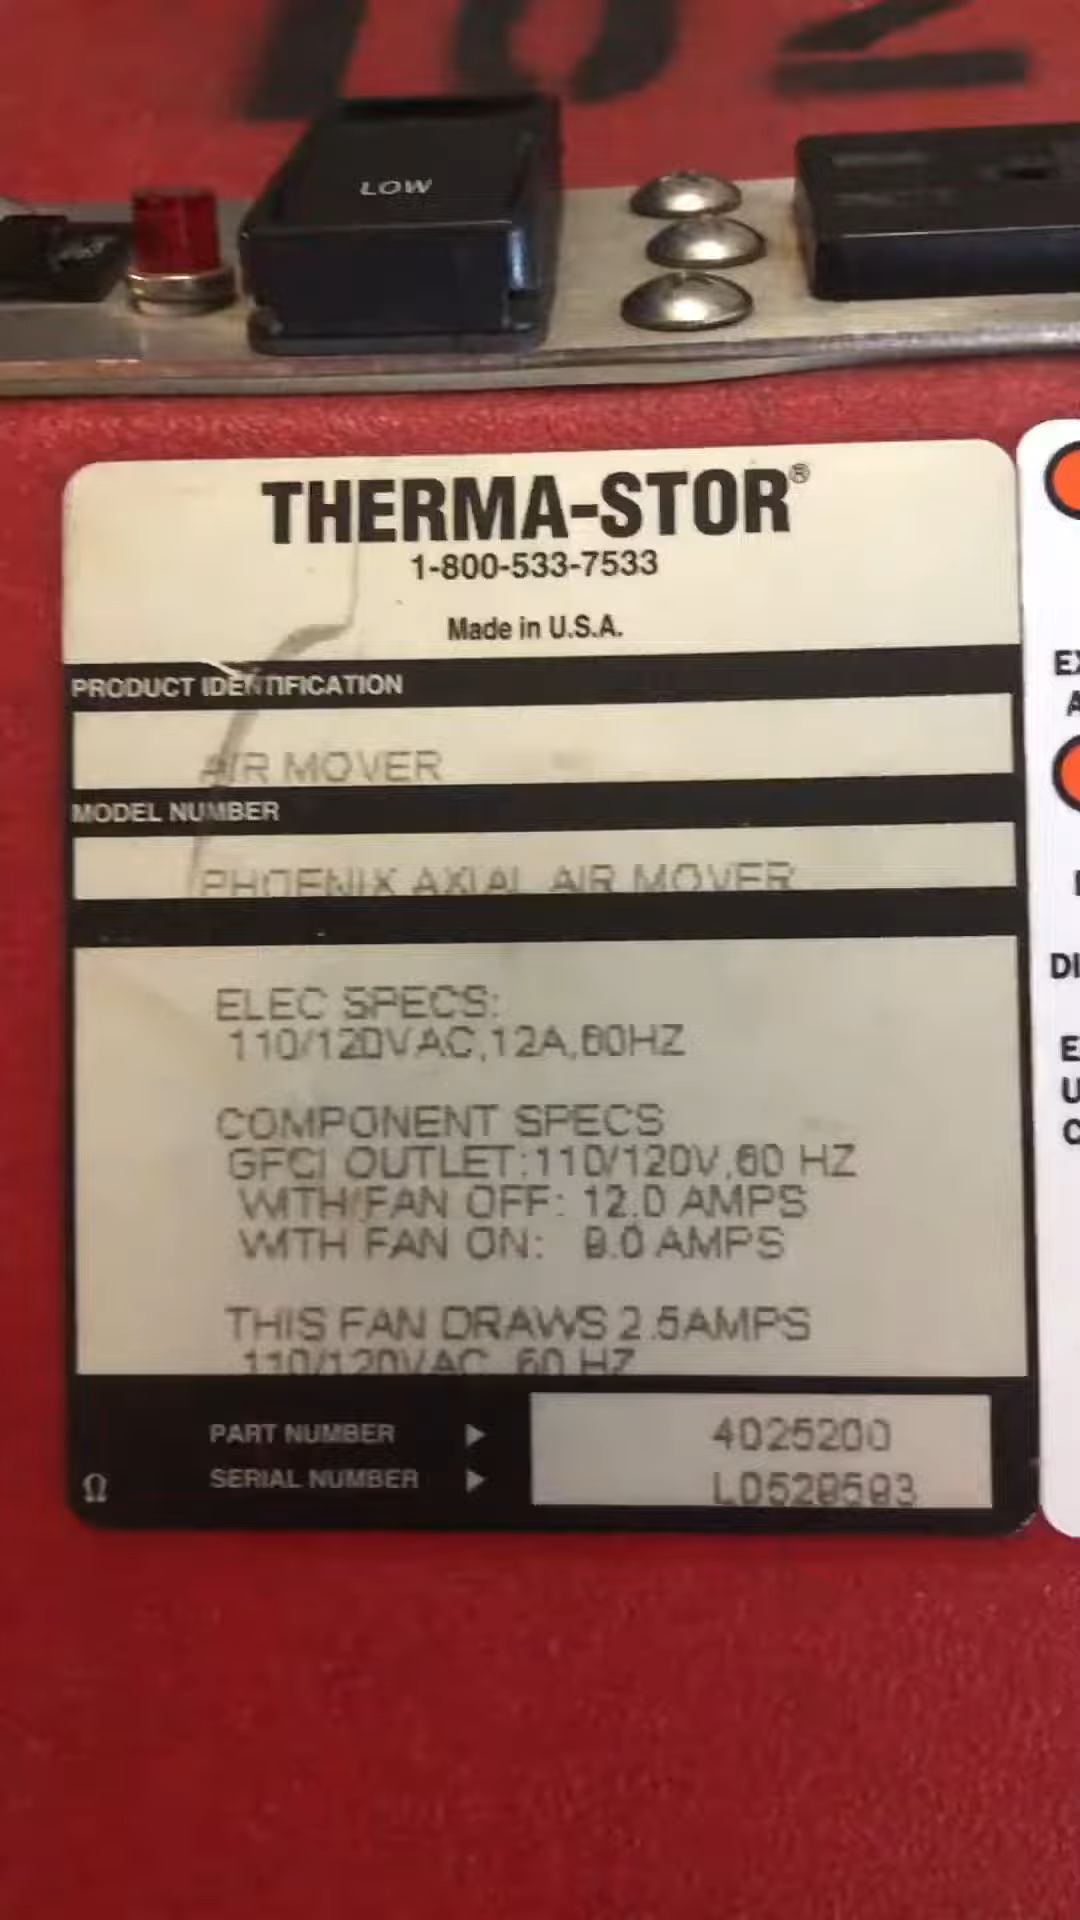 102
LOW
THERMA-STOR®
1-800-533-7533
Made in U.S.A.
PRODUCT IDENTIFICATION
AIR MOVER
MODEL NUMBER
PHOENIX AXIAL AIR MOVER
ELEC SPECS:
110/120VAC,12A,60HZ
COMPONENT SPECS
GFCI OUTLET:110/120V,60 HZ
WITH FAN OFF: 12.0 AMPS
WITH FAN ON: 9.0 AMPS
THIS FAN DRAWS 2.5AMPS
110/120VAC, 60 HZ
PART NUMBER ▶ 4025200
Ω SERIAL NUMBER ▶
EX
A
DI
E
U
C